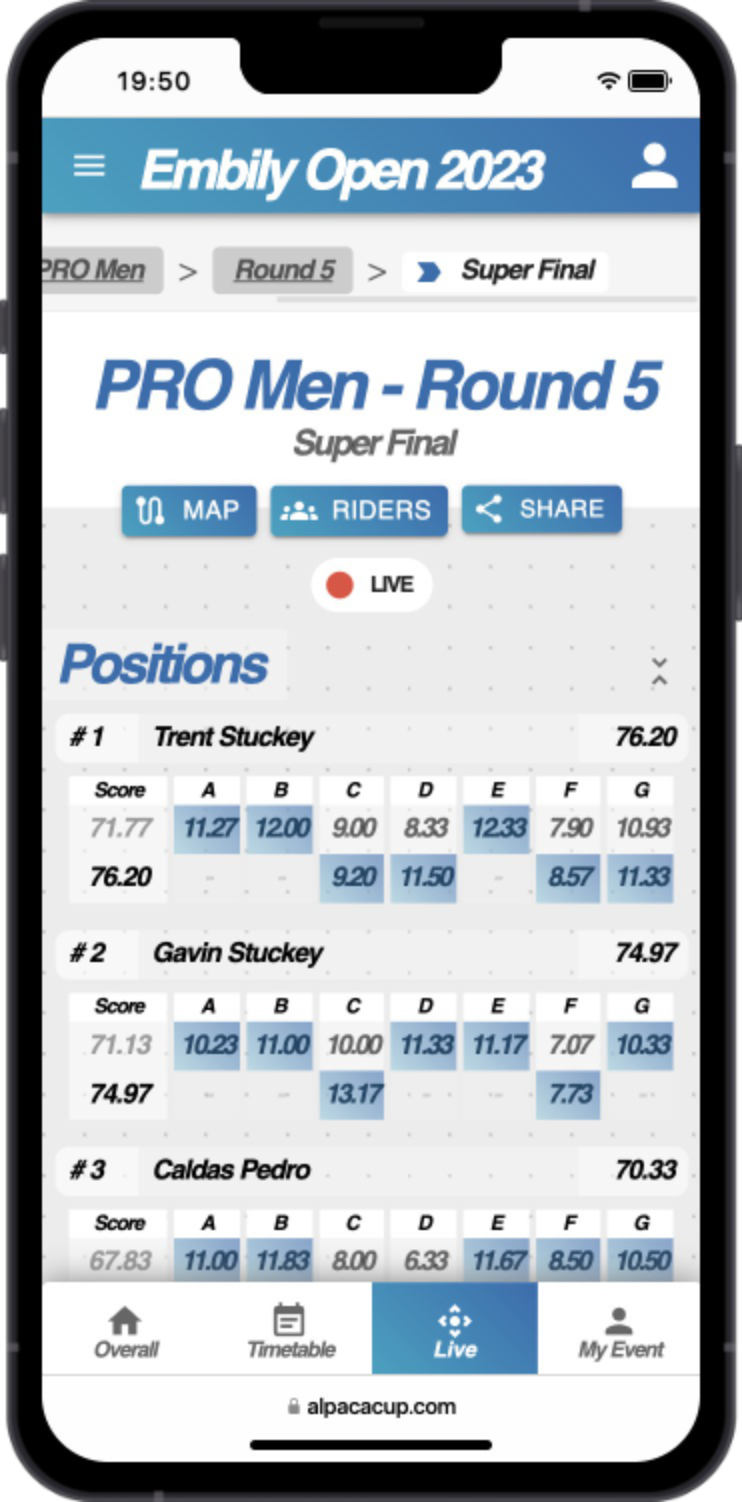 19:50
Embily Open 2023
PRO Men > Round 5 > Super Final
PRO Men - Round 5
Super Final
MAP RIDERS SHARE
LIVE
Positions
# 1 Trent Stuckey 76.20
Score A B C D E F G
71.77 11.27 12.00 9.00 8.33 12.33 7.90 10.93
76.20 - - 9.20 11.50 - 8.57 11.33
# 2 Gavin Stuckey 74.97
Score A B C D E F G
71.13 10.23 11.00 10.00 11.33 11.17 7.07 10.33
74.97 - - 13.17 - - 7.73 -
# 3 Caldas Pedro 70.33
Score A B C D E F G
67.83 11.00 11.83 8.00 6.33 11.67 8.50 10.50
Overall Timetable Live My Event
alpacacup.com